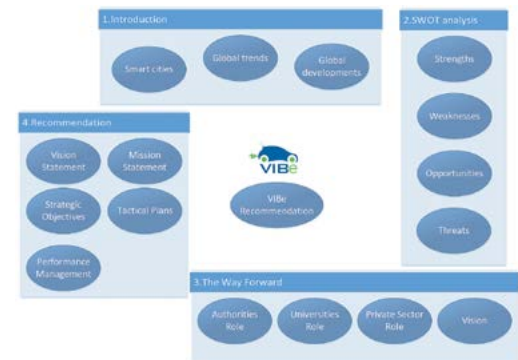 1.Introduction
Smart cities
Global trends
Global
developments
2.SWOT analysis
Strengths
Weaknesses
Opportunities
Threats
4.Recommendation
Vision
Statement
Mission
Statement
Strategic
Objectives
Tactical Plans
Performance
Management
VIBe
VIBe
Recommendation
3.The Way Forward
Authorities
Role
Universities
Role
Private Sector
Role
Vision